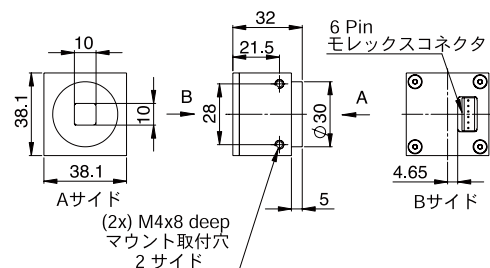 32
21.5
10
10
38.1
38.1
Aサイド
B
28
⌀30
A
5
(2x) M4x8 deep
マウント取付穴
2 サイド
6 Pin
モレックスコネクタ
4.65
Bサイド